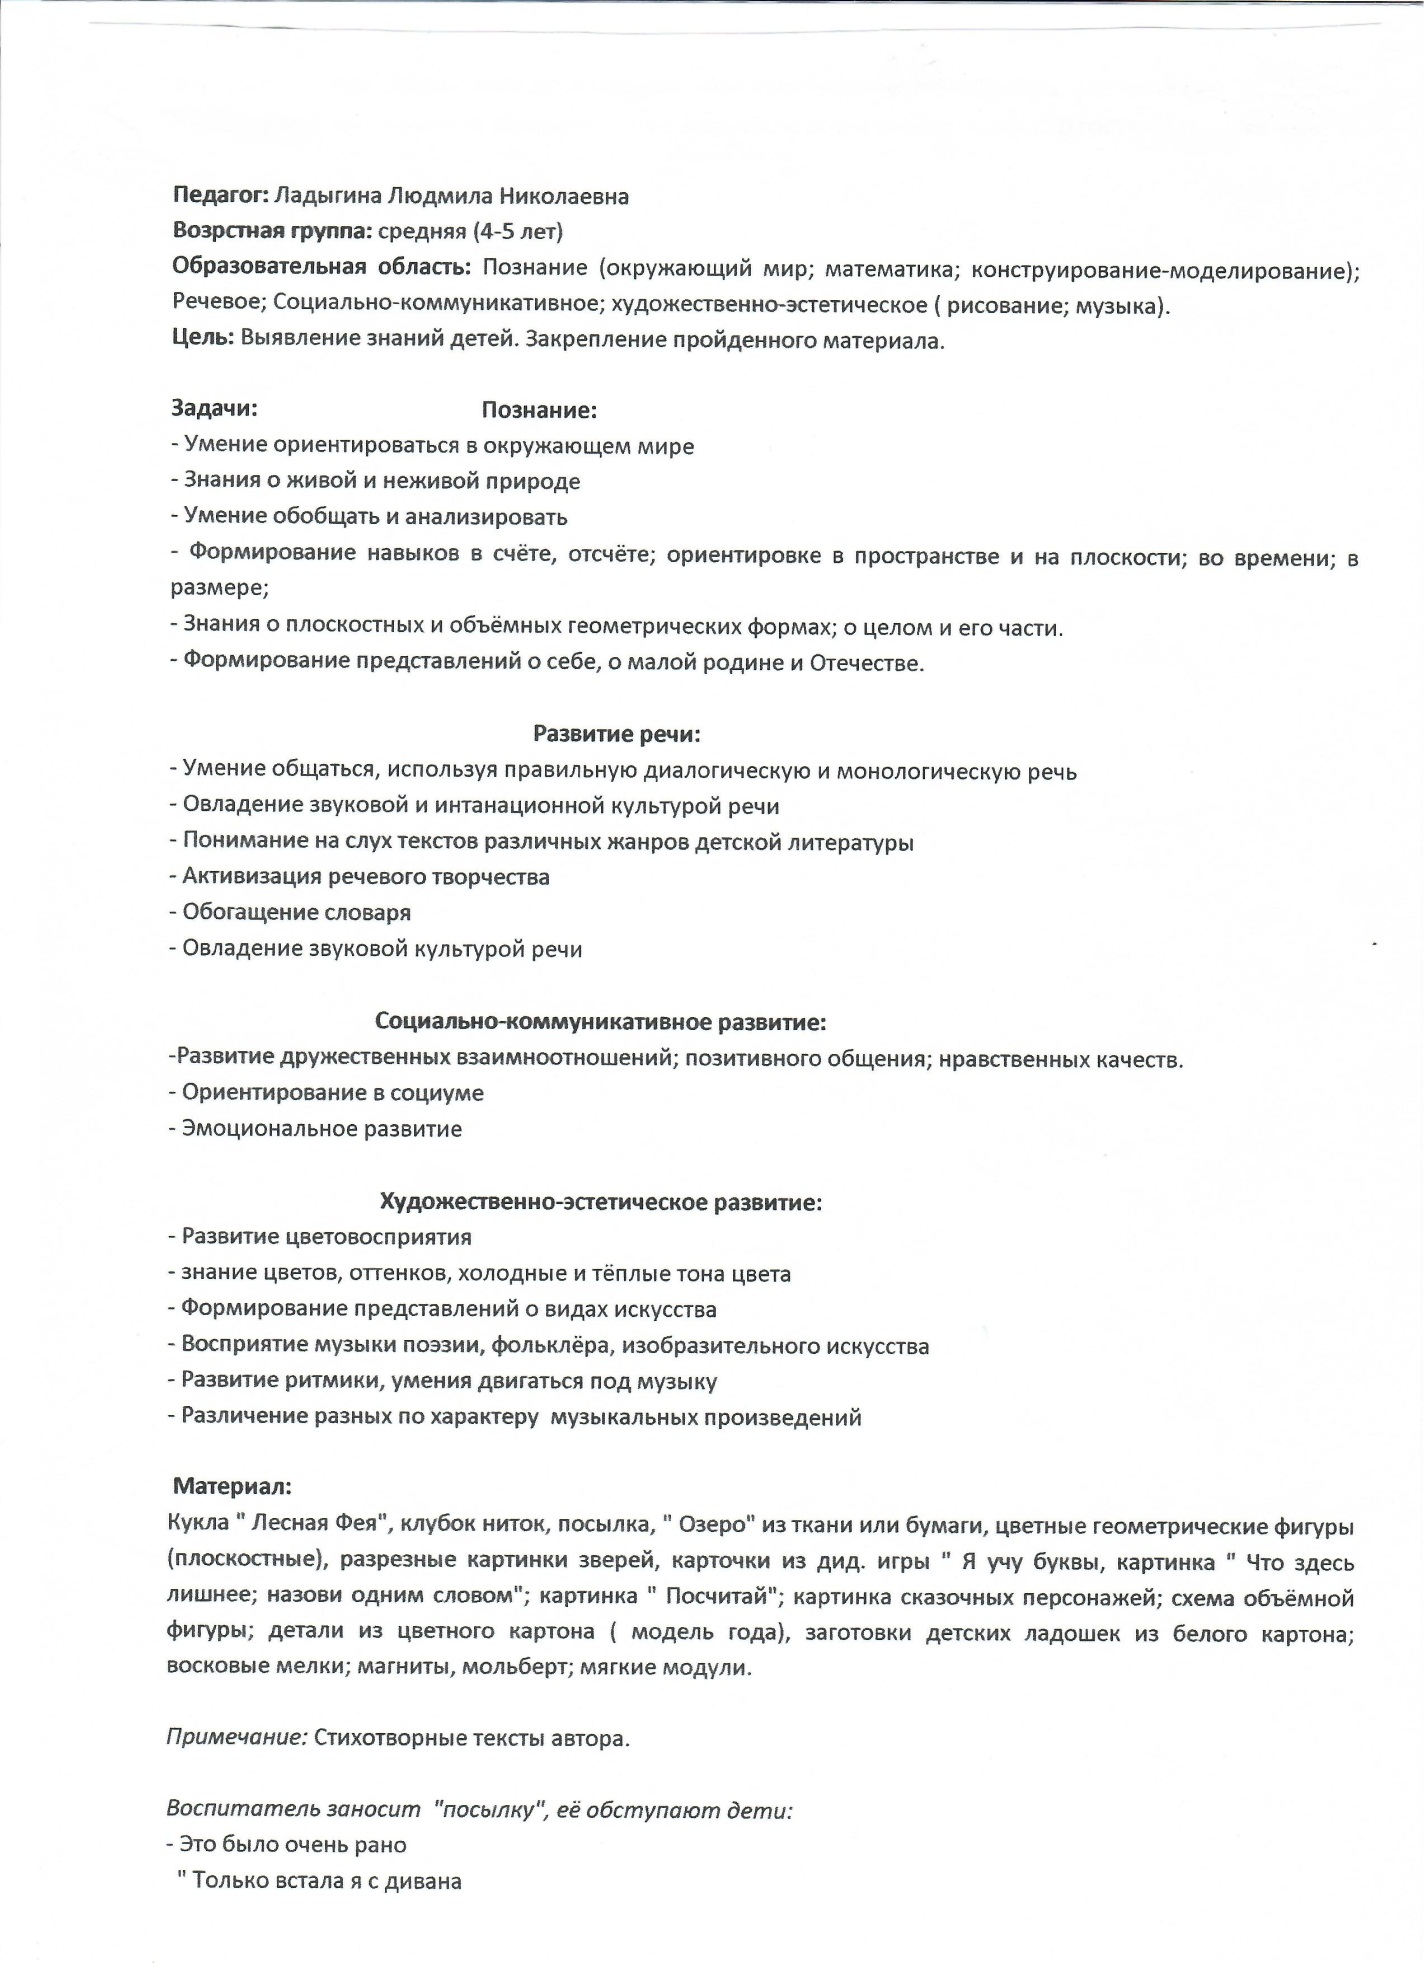 Педагог: Ладыгина Людмила Николаевна
Возрстная группа: средняя (4-5 лет)
Образовательная область: Познание (окружающий мир; математика; конструирование-моделирование);
Речевое; Социально-коммуникативное; художественно-эстетическое ( рисование; музыка).
Цель: Выявление знаний детей. Закрепление пройденного материала.
Задачи: Познание:
- Умение ориентироваться в окружающем мире
- Знания о живой и неживой природе
- Умение обобщать и анализировать
- Формирование навыков в счёте, отсчёте; ориентировке в пространстве и на плоскости; во времени; в
размере;
- Знания о плоскостных и объёмных геометрических формах; о целом и его части.
- Формирование представлений о себе, о малой родине и Отечестве.
Развитие речи:
- Умение общаться, используя правильную диалогическую и монологическую речь
- Овладение звуковой и интанационной культурой речи
- Понимание на слух текстов различных жанров детской литературы
- Активизация речевого творчества
- Обогащение словаря
- Овладение звуковой культурой речи
Социально-коммуникативное развитие:
-Развитие дружественных взаимноотношений; позитивного общения; нравственных качеств.
- Ориентирование в социуме
- Эмоциональное развитие
Художественно-эстетическое развитие:
- Развитие цветовосприятия
- знание цветов, оттенков, холодные и тёплые тона цвета
- Формирование представлений о видах искусства
- Восприятие музыки поэзии, фольклёра, изобразительного искусства
- Развитие ритмики, умения двигаться под музыку
- Различение разных по характеру музыкальных произведений
Материал:
Кукла " Лесная Фея", клубок ниток, посылка, " Озеро" из ткани или бумаги, цветные геометрические фигуры
(плоскостные), разрезные картинки зверей, карточки из дид. игры " Я учу буквы, картинка " Что здесь
лишнее; назови одним словом"; картинка " Посчитай"; картинка сказочных персонажей; схема объёмной
фигуры; детали из цветного картона ( модель года), заготовки детских ладошек из белого картона;
восковые мелки; магниты, мольберт; мягкие модули.
Примечание: Стихотворные тексты автора.
Воспитатель заносит "посылку", её обступают дети:
- Это было очень рано
" Только встала я с дивана